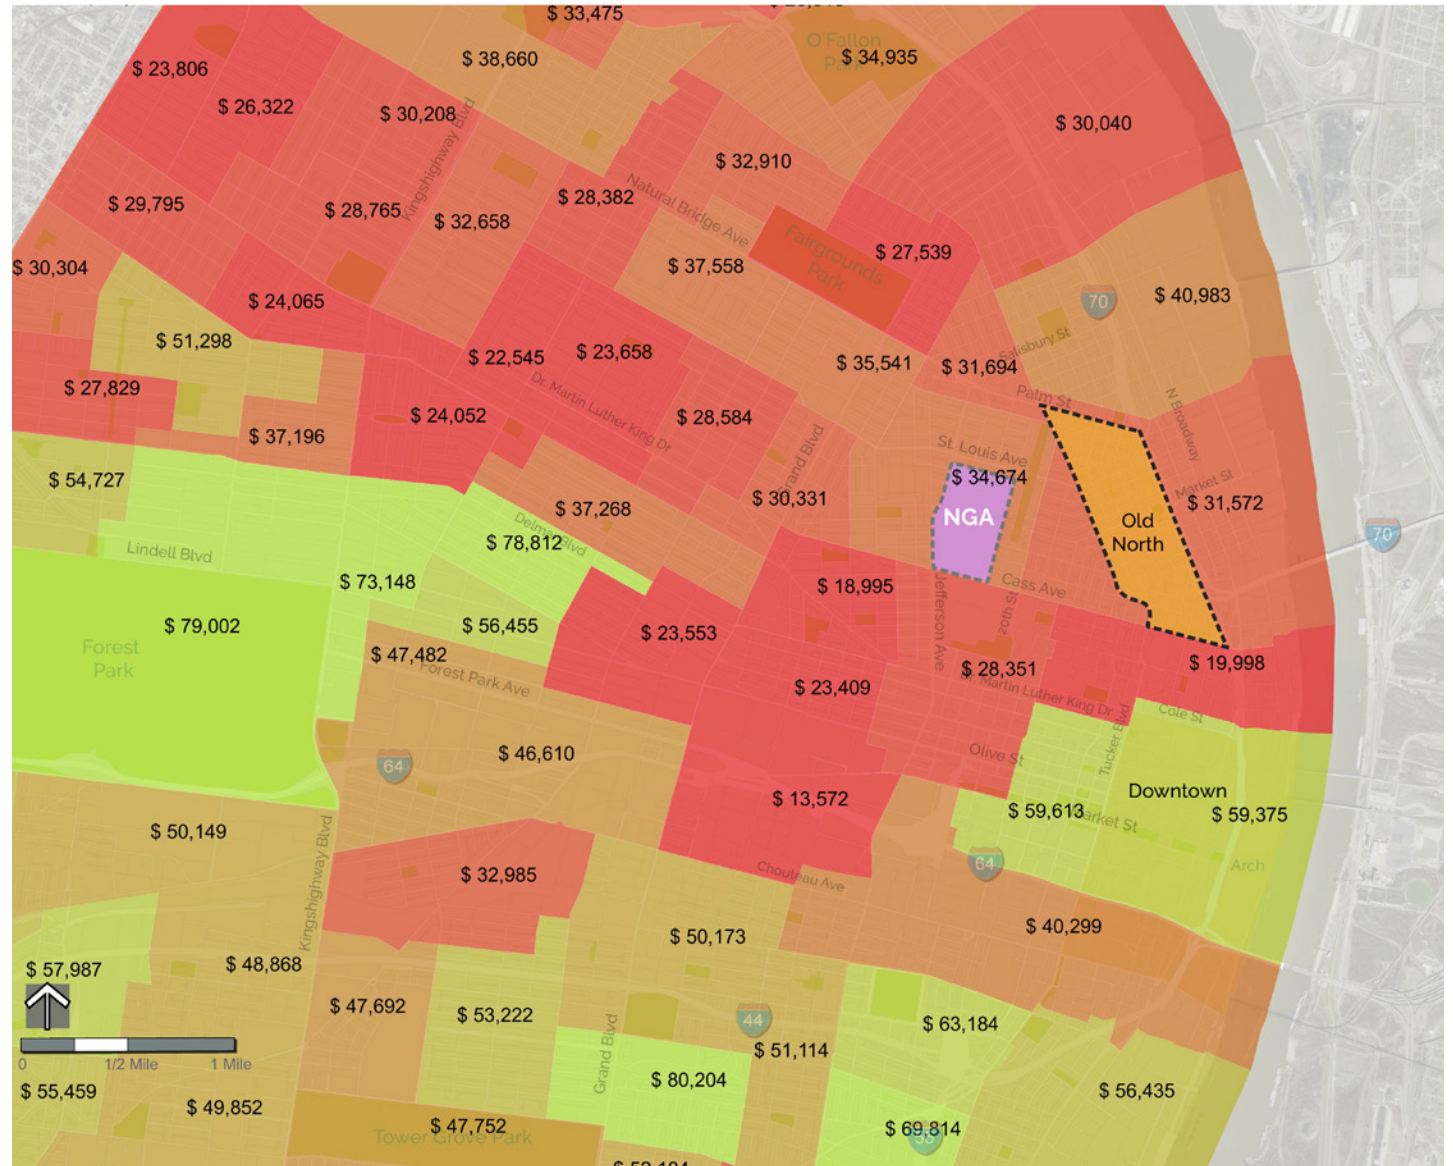 $ 33,475
O'Fallon
Park
$ 34,935
$ 38,660
$ 23,806
$ 26,322
$ 30,208
$ 30,040
Kingshighway Blvd
$ 32,910
Natural Bridge Ave
$ 28,382
$ 29,795
$ 28,765
$ 32,658
Fairgrounds
Park
$ 27,539
$ 37,558
$ 30,304
$ 24,065
70
$ 40,983
Salisbury St
$ 51,298
$ 22,545
$ 23,658
$ 35,541
$ 31,694
$ 27,829
Dr. Martin Luther King Dr
Palm St
N Broadway
$ 24,052
$ 28,584
$ 37,196
Grand Blvd
St. Louis Ave
$ 34,674
$ 54,727
Market St
$ 30,331
$ 31,572
$ 37,268
NGA
Old
North
70
Delmar Blvd
$ 78,812
Lindell Blvd
$ 73,148
$ 18,995
Cass Ave
Jefferson Ave
20th St
$ 79,002
$ 56,455
$ 23,553
Forest
Park
$ 47,482
Forest Park Ave
$ 28,351
$ 19,998
$ 23,409
Dr. Martin Luther King Dr
Cole St
Tucker Blvd
$ 46,610
Olive St
64
$ 13,572
Downtown
$ 59,613
Market St
$ 59,375
$ 50,149
Kingshighway Blvd
64
Arch
$ 32,985
Chouteau Ave
$ 40,299
$ 50,173
$ 57,987
$ 48,868
$ 47,692
$ 53,222
44
$ 63,184
Grand Blvd
$ 51,114
0
1/2 Mile
1 Mile
$ 80,204
$ 55,459
$ 49,852
$ 56,435
$ 47,752
Tower Grove Park
$ 69,814
55